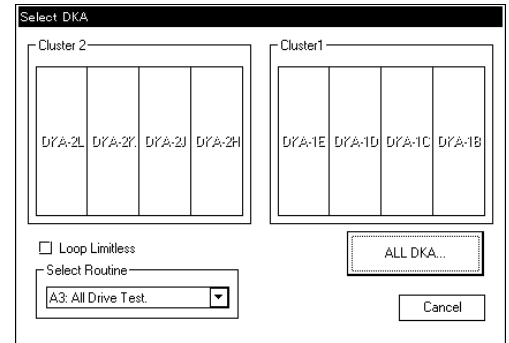 Select DKA
Cluster 2
Cluster1
DKA-2L DKA-2K DKA-2J DKA-2H
DKA-1E DKA-1D DKA-1C DKA-1B
Loop Limitless
ALL DKA...
Select Routine
A3: All Drive Test.
Cancel